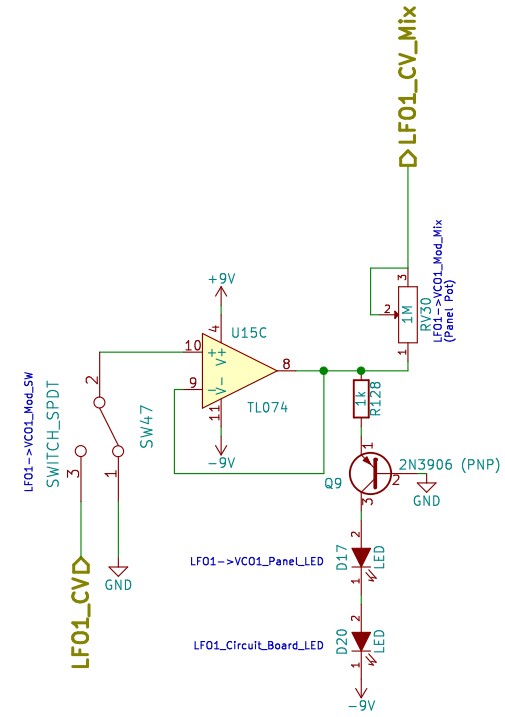 LFO1_CV_Mix
LFO1->VCO1_Mod_Mix
(Panel Pot)
RV30
1M
3
2
1
+9V
4
U15C
10
+
V+
8
9
-
V-
11
TL074
-9V
1k
R128
2
LFO1->VCO1_Mod_SW
SWITCH_SPDT
SW47
3
1
1
2N3906 (PNP)
Q9
2
GND
3
LFO1_CV
GND
2
LFO1->VCO1_Panel_LED
D17
LED
1
2
LFO1_Circuit_Board_LED
D20
LED
1
-9V